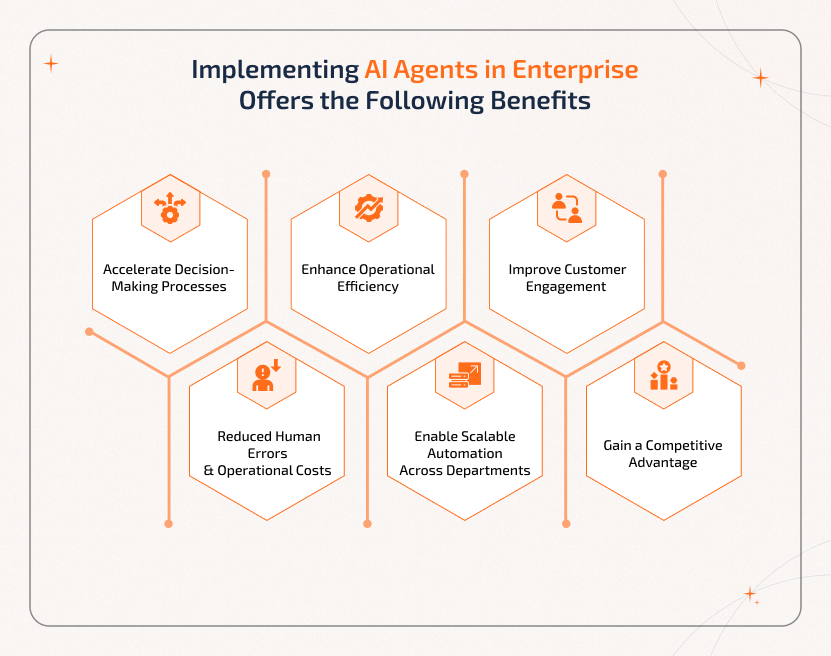 Implementing AI Agents in Enterprise
Offers the Following Benefits
Accelerate Decision-
Making Processes
Enhance Operational
Efficiency
Improve Customer
Engagement
Reduced Human
Errors
& Operational Costs
Enable Scalable
Automation
Across Departments
Gain a Competitive
Advantage